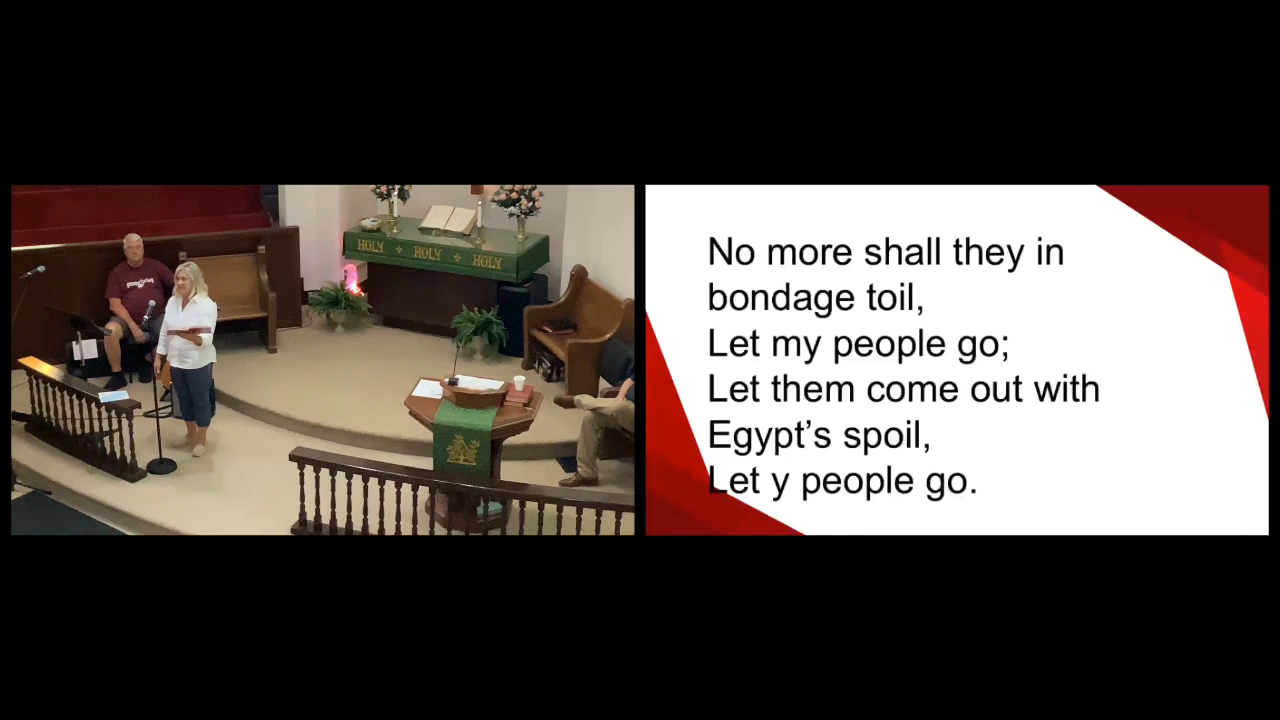 HOLY HOLY HOLY
No more shall they in
bondage toil,
Let my people go;
Let them come out with
Egypt's spoil,
Let y people go.